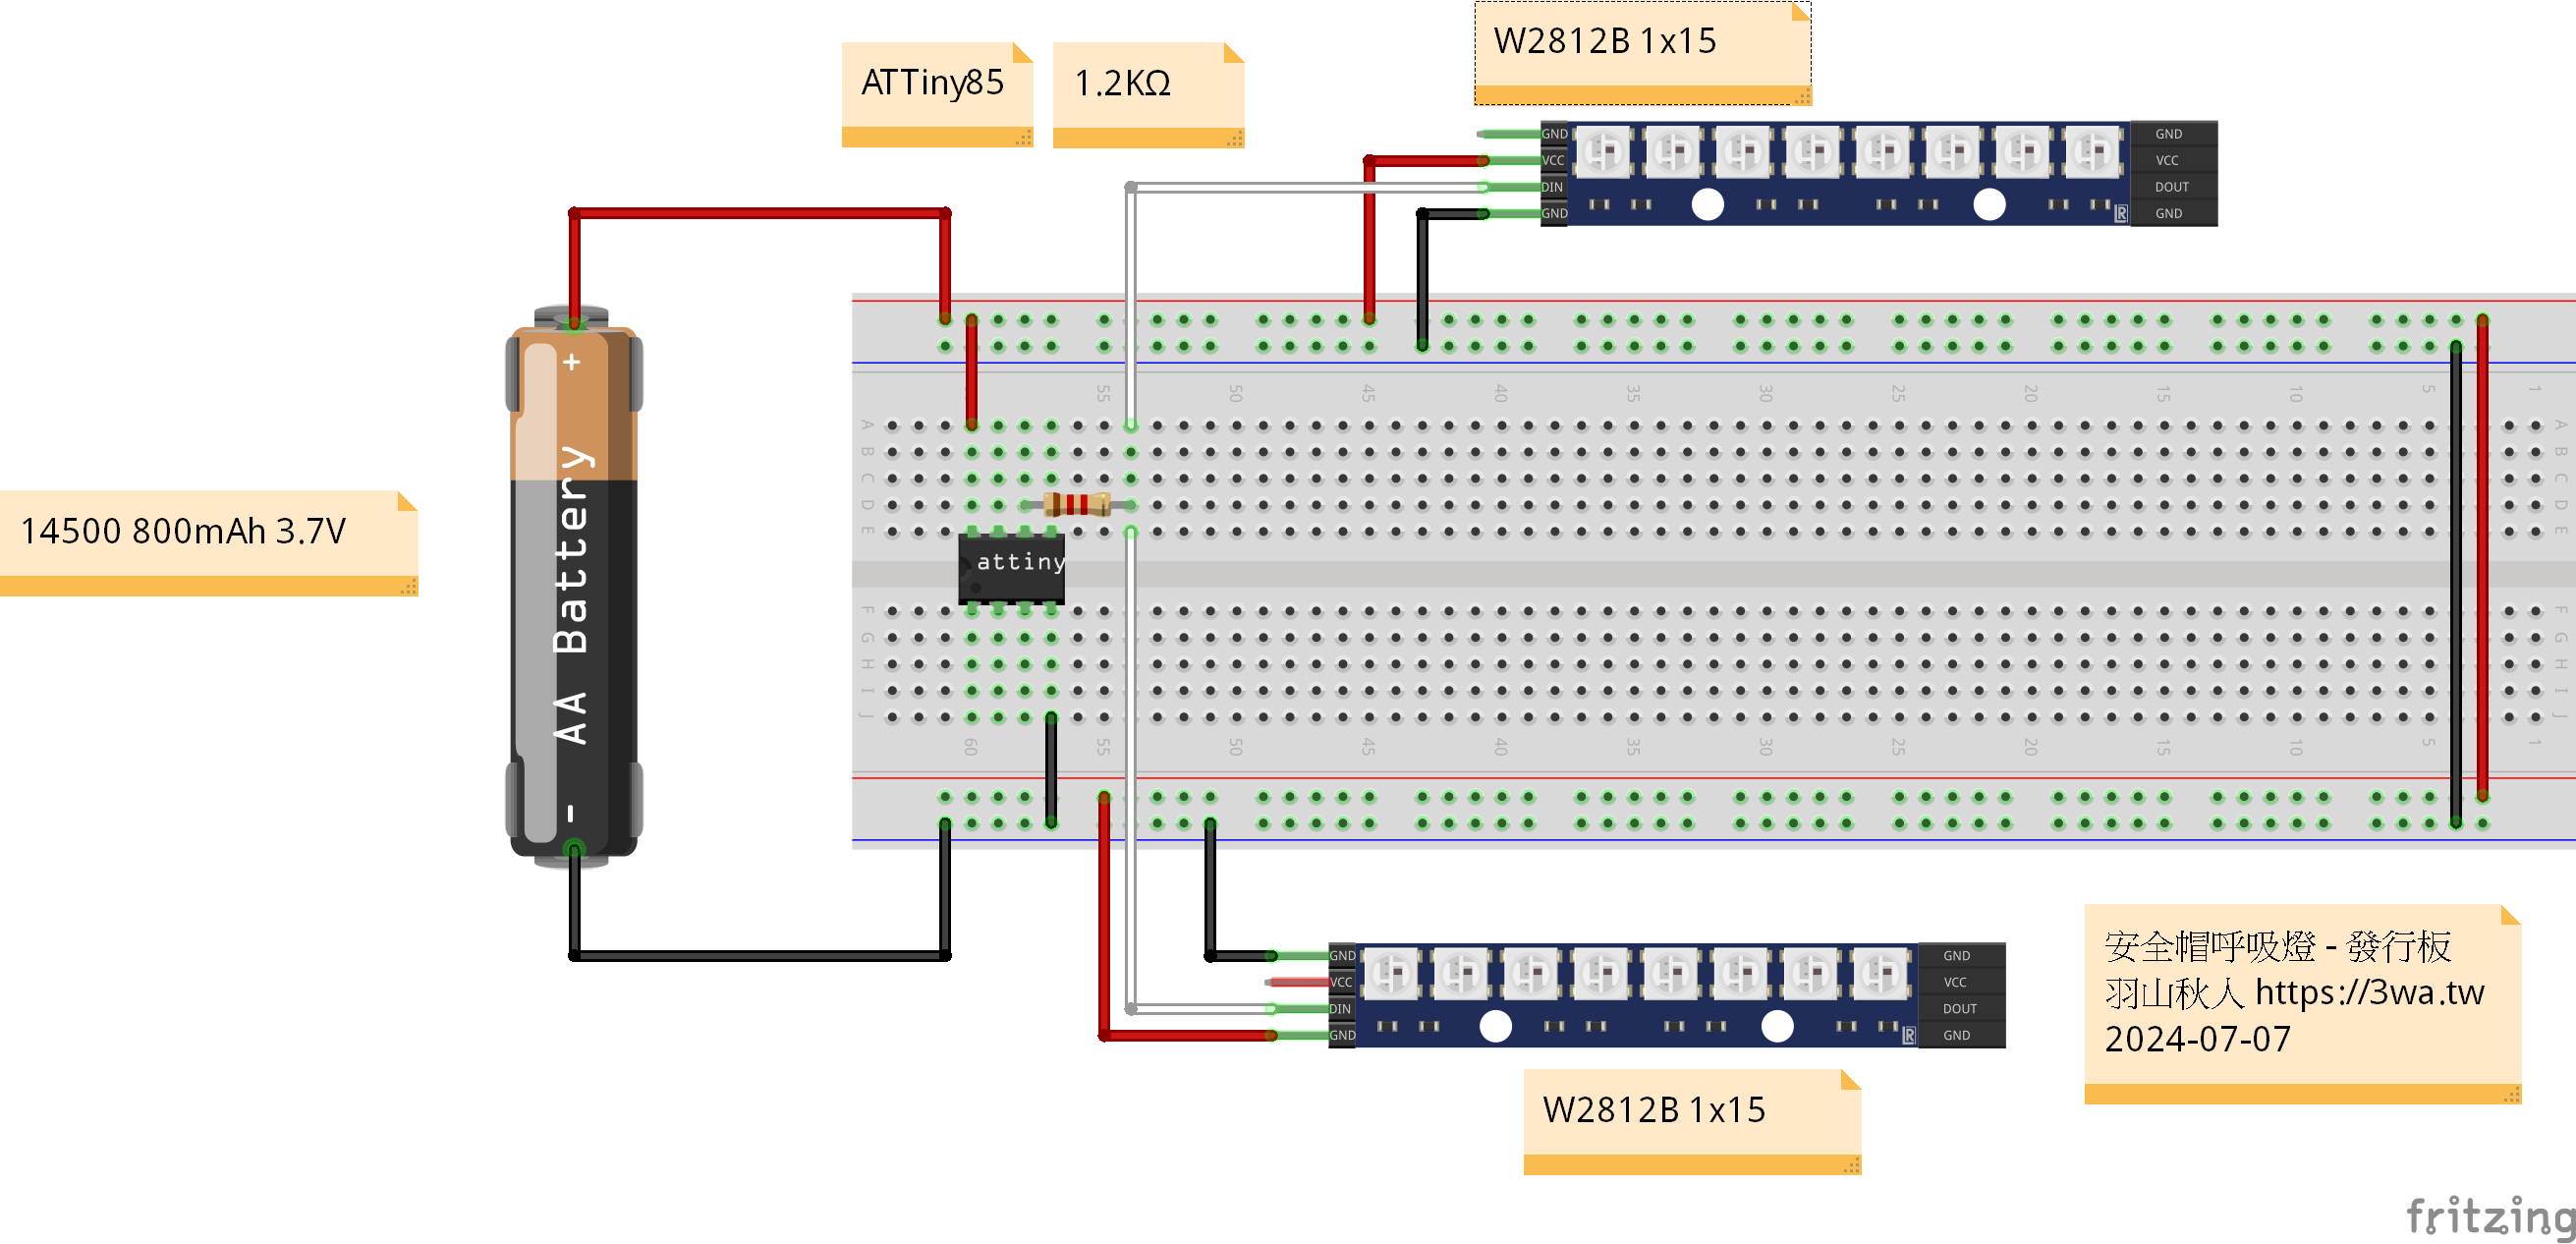 W2812B 1x15
ATTiny85
1.2KΩ
GND
VCC
DIN
GND
GND
VCC
DOUT
GND
R
+
AA Battery
-
14500 800mAh 3.7V
55 50 45 40 35 30 25 20 15 10 5 1
A A
B B
C C
D D
E E
attiny
F F
G G
H H
I I
J J
60 55 50 45 40 35 30 25 20 15 10 5 1
GND
VCC
DIN
GND
GND
VCC
DOUT
GND
R
W2812B 1x15
安全帽呼吸燈 - 發行板
羽山秋人 https://3wa.tw
2024-07-07
fritzing